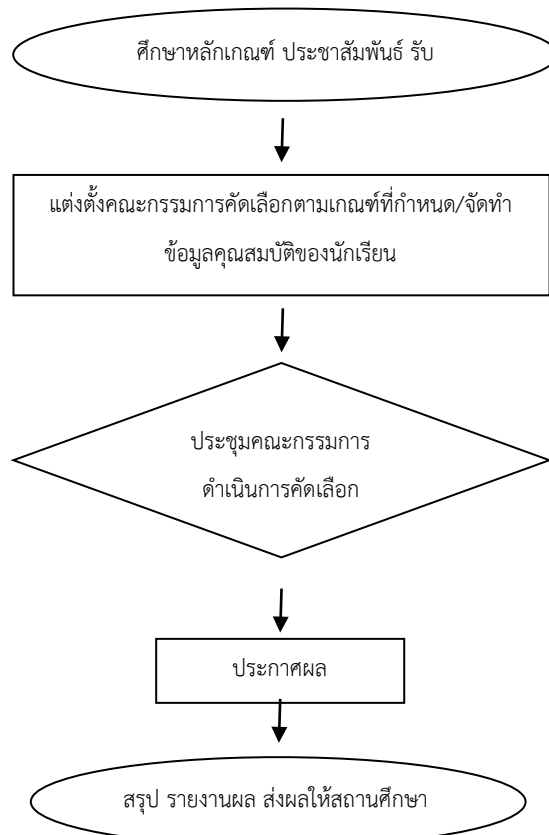 ศึกษาหลักเกณฑ์ ประชาสัมพันธ์ รับ
แต่งตั้งคณะกรรมการคัดเลือกตามเกณฑ์ที่กำหนด/จัดทำ
ข้อมูลคุณสมบัติของนักเรียน
ประชุมคณะกรรมการ
ดำเนินการคัดเลือก
ประกาศผล
สรุป รายงานผล ส่งผลให้สถานศึกษา